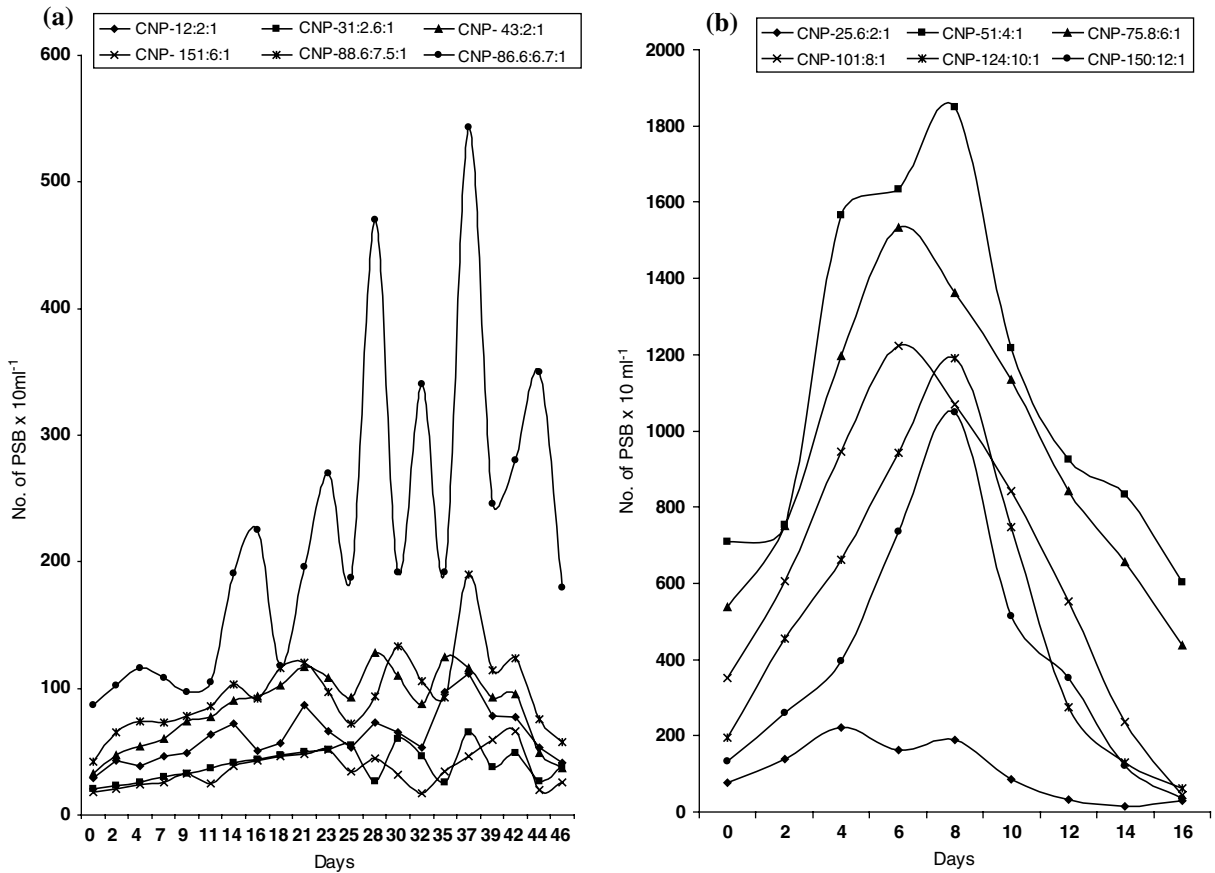 (a)
CNP-12:2:1 CNP-31:2.6:1 CNP- 43:2:1
CNP- 151:6:1 CNP-88.6:7.5:1 CNP-86.6:6.7:1
600
500
400
300
200
100
0
No. of PSB x 10ml⁻¹
0 2 4 7 9 11 14 16 18 21 23 25 28 30 32 35 37 39 42 44 46
Days
(b)
CNP-25.6:2:1 CNP-51:4:1 CNP-75.8:6:1
CNP-101:8:1 CNP-124:10:1 CNP-150:12:1
2000
1800
1600
1400
1200
1000
800
600
400
200
0
No. of PSB x 10 ml⁻¹
0 2 4 6 8 10 12 14 16
Days